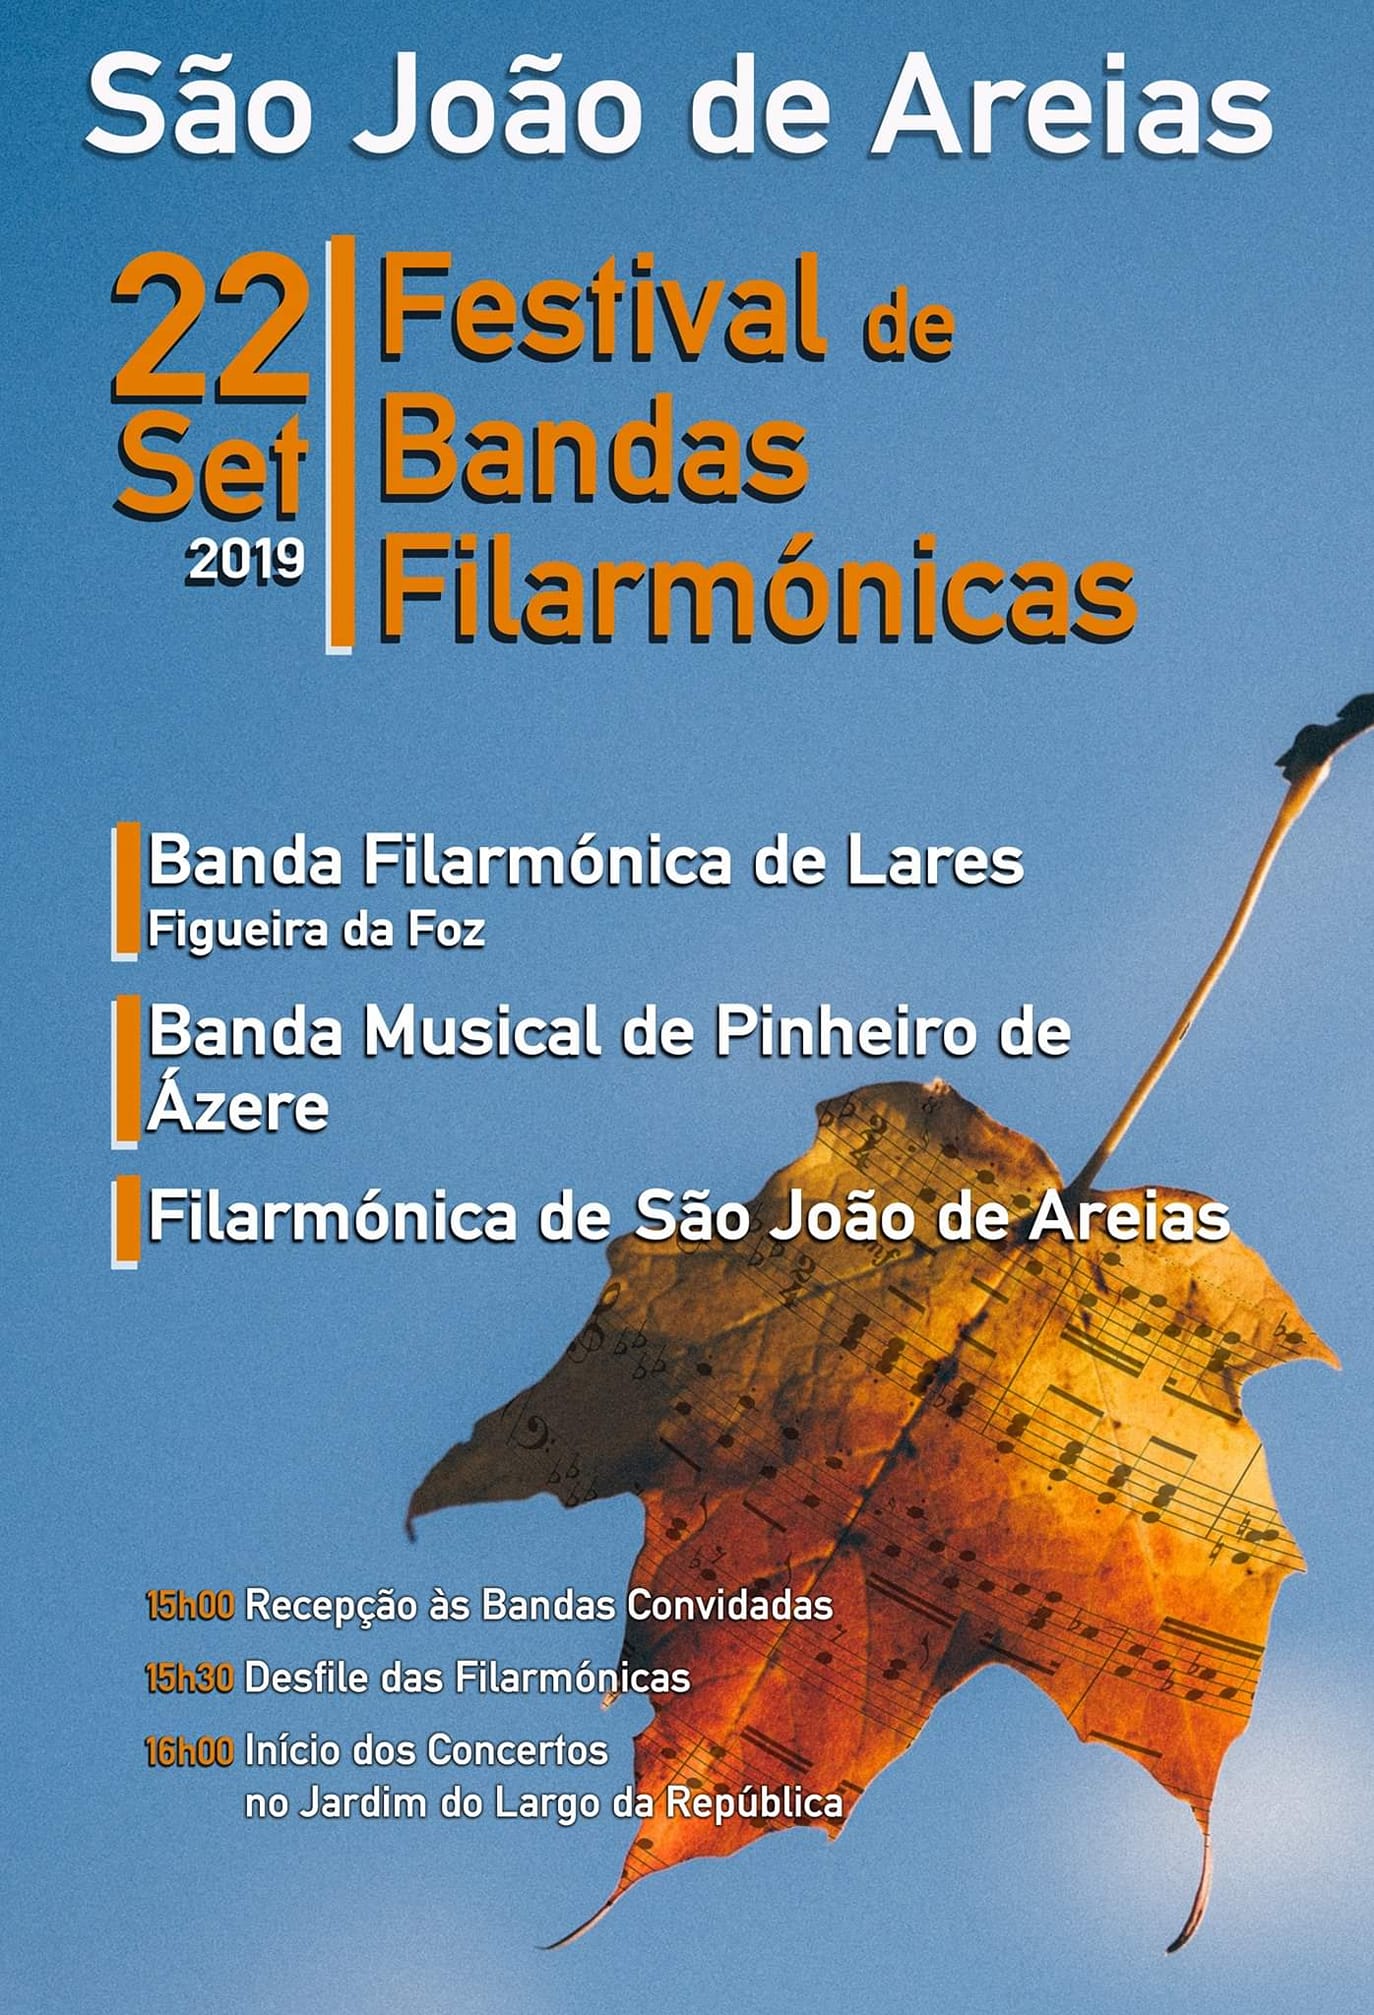 São João de Areias
22
Set
2019
Festival de
Bandas
Filarmónicas
Banda Filarmónica de Lares
Figueira da Foz
Banda Musical de Pinheiro de
Ázere
Filarmónica de São João de Areias
15h00 Recepção às Bandas Convidadas
15h30 Desfile das Filarmónicas
16h00 Início dos Concertos
no Jardim do Largo da República